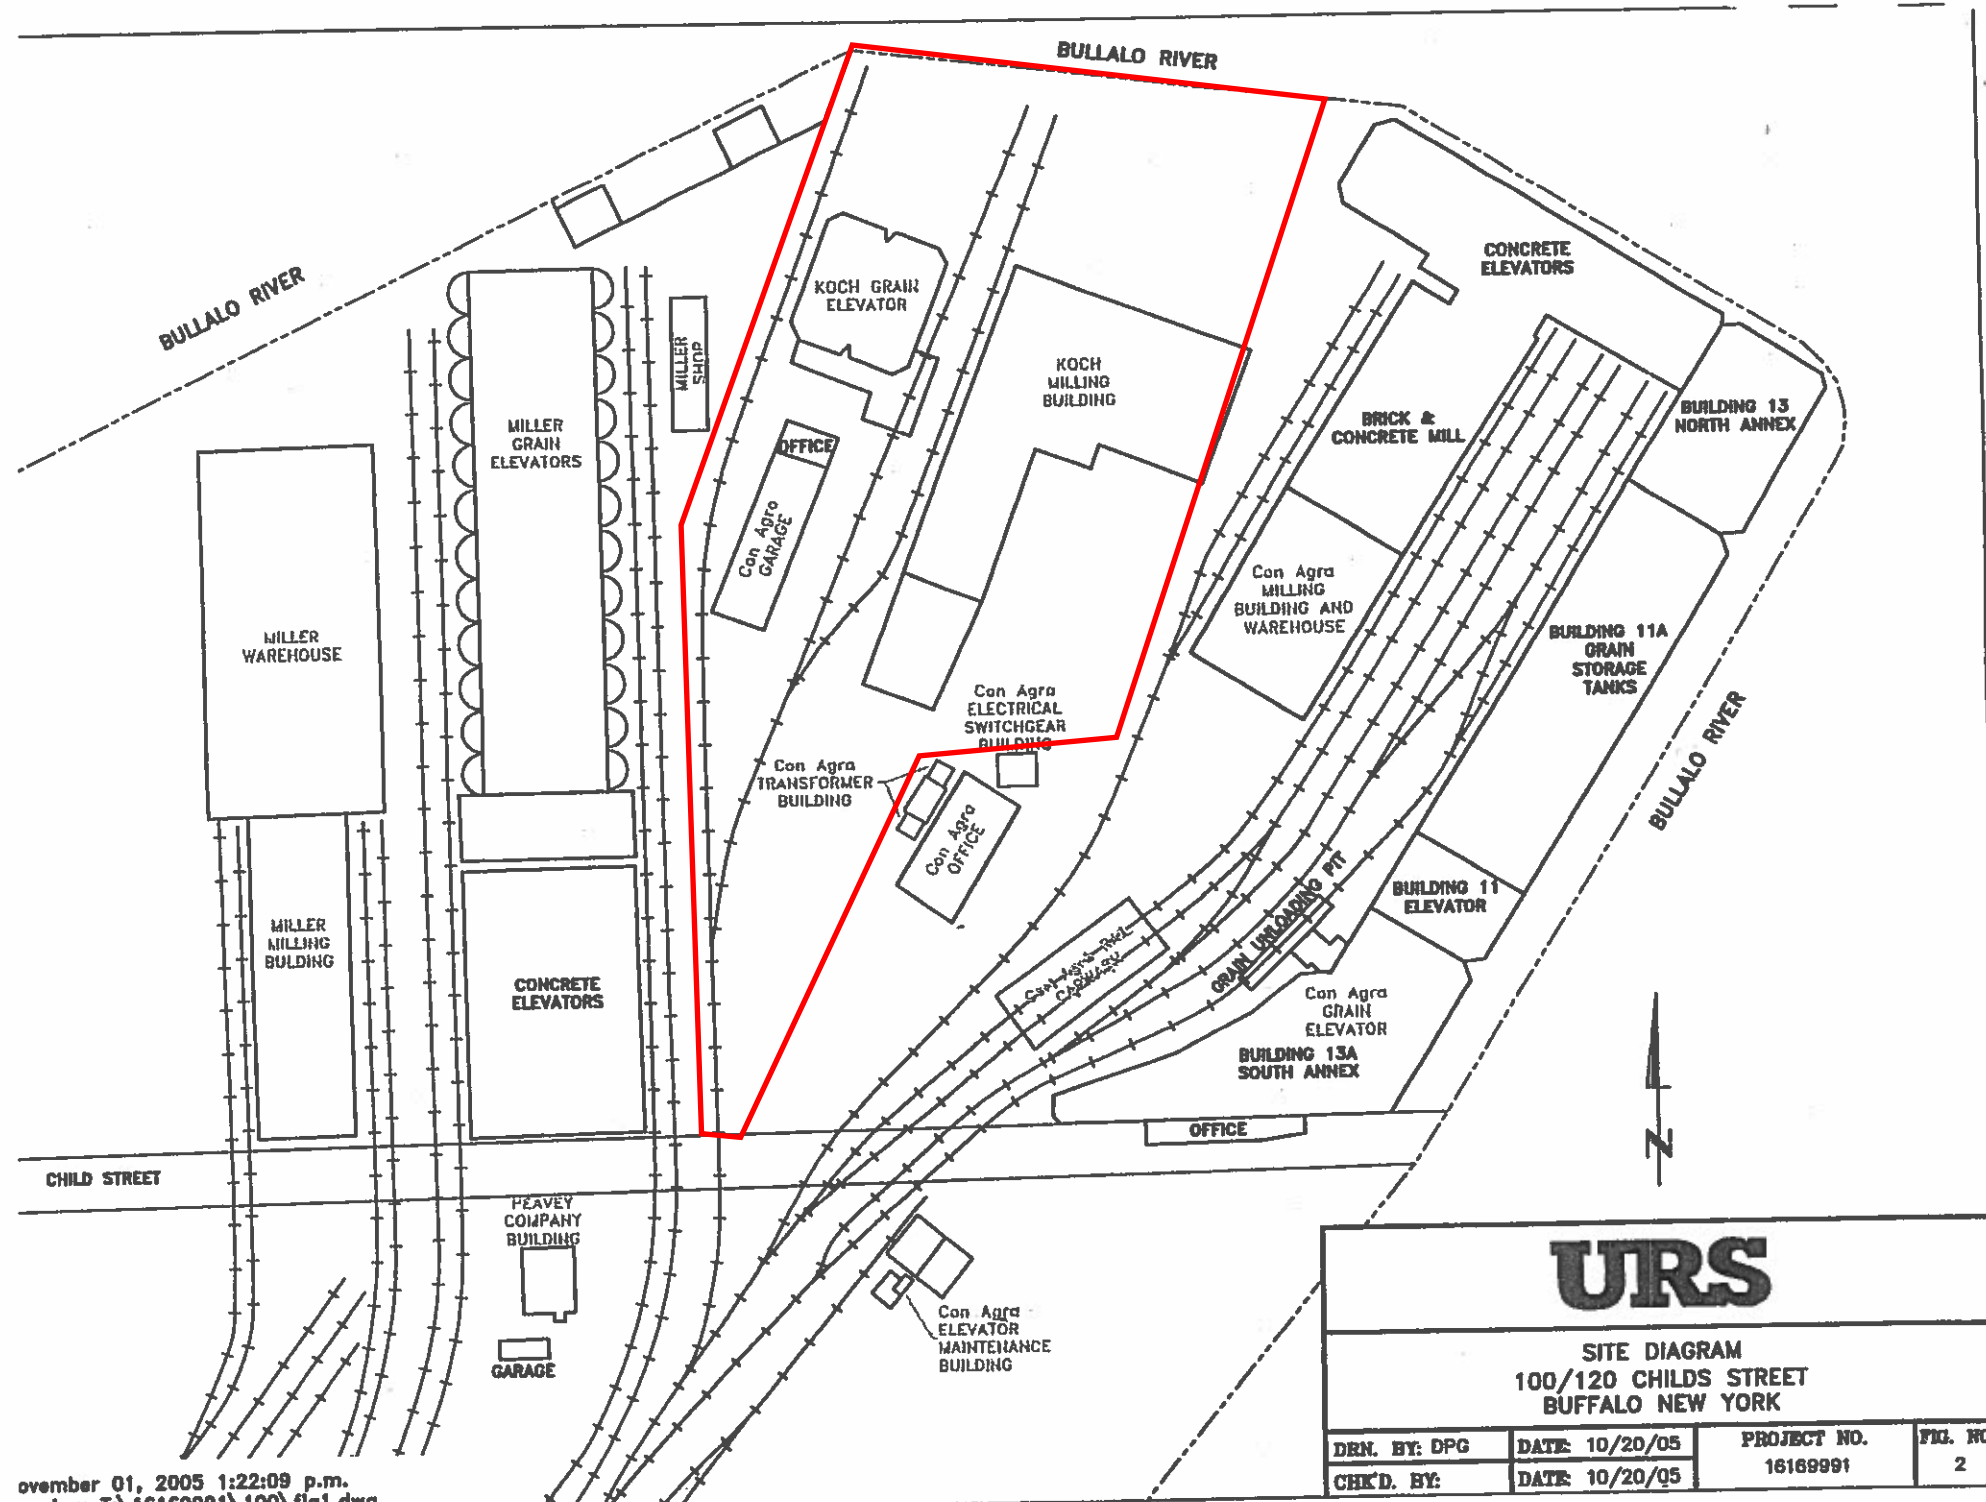 BULLALO RIVER
BULLALO RIVER
CONCRETE
ELEVATORS
KOCH GRAIN
ELEVATOR
MILLER
SHOP
KOCH
MILLING
BUILDING
MILLER
GRAIN
ELEVATORS
BRICK &
CONCRETE MILL
BUILDING 13
NORTH ANNEX
OFFICE
Con Agra
GARAGE
MILLER
WAREHOUSE
Con Agra
MILLING
BUILDING AND
WAREHOUSE
BUILDING 11A
GRAIN
STORAGE
TANKS
BULLALO RIVER
Con Agra
ELECTRICAL
SWITCHGEAR
BUILDING
Con Agra
TRANSFORMER
BUILDING
Con Agra
OFFICE
BUILDING 11
ELEVATOR
GRAIN UNLOADING PIT
MILLER
MILLING
BULDING
CONCRETE
ELEVATORS
Con Agra
GRAIN
ELEVATOR
BUILDING 13A
SOUTH ANNEX
OFFICE
N
CHILD STREET
PEAVEY
COMPANY
BUILDING
GARAGE
Con Agra
ELEVATOR
MAINTENANCE
BUILDING
URS
SITE DIAGRAM
100/120 CHILDS STREET
BUFFALO NEW YORK
DRN. BY: DPG
DATE: 10/20/05
PROJECT NO.
16169991
FIG. NO
2
CHK'D. BY:
DATE: 10/20/05
ovember 01, 2005 1:22:09 p.m.